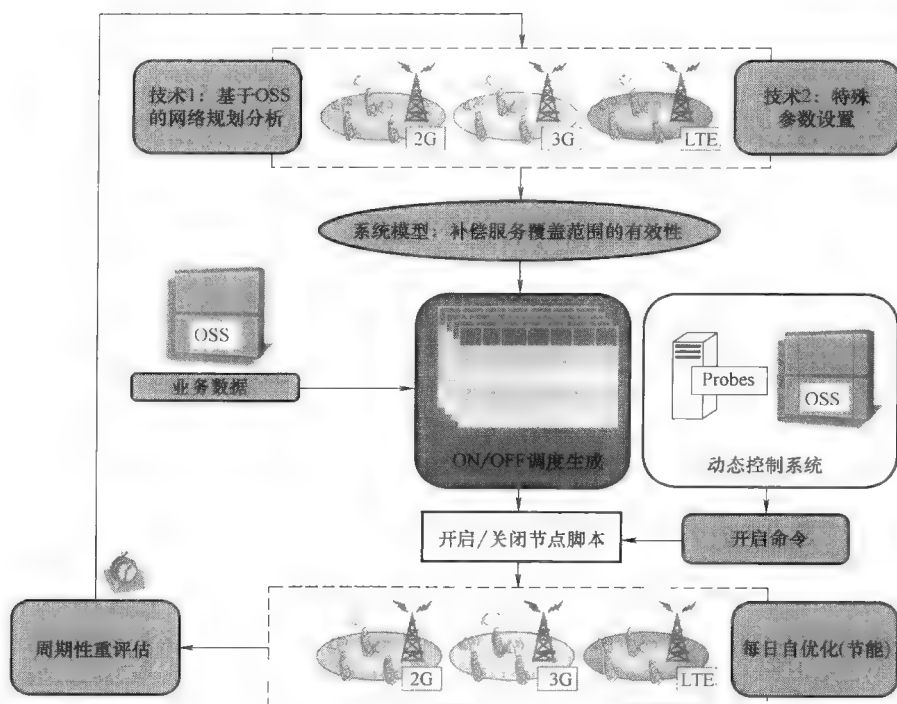 技术1：基于OSS
的网络规划分析
2G
3G
LTE
技术2：特殊
参数设置
系统模型：补偿服务覆盖范围的有效性
OSS
业务数据
ON/OFF调度生成
Probes
OSS
动态控制系统
开启/关闭节点脚本
开启命令
周期性重评估
2G
3G
LTE
每日自优化(节能)